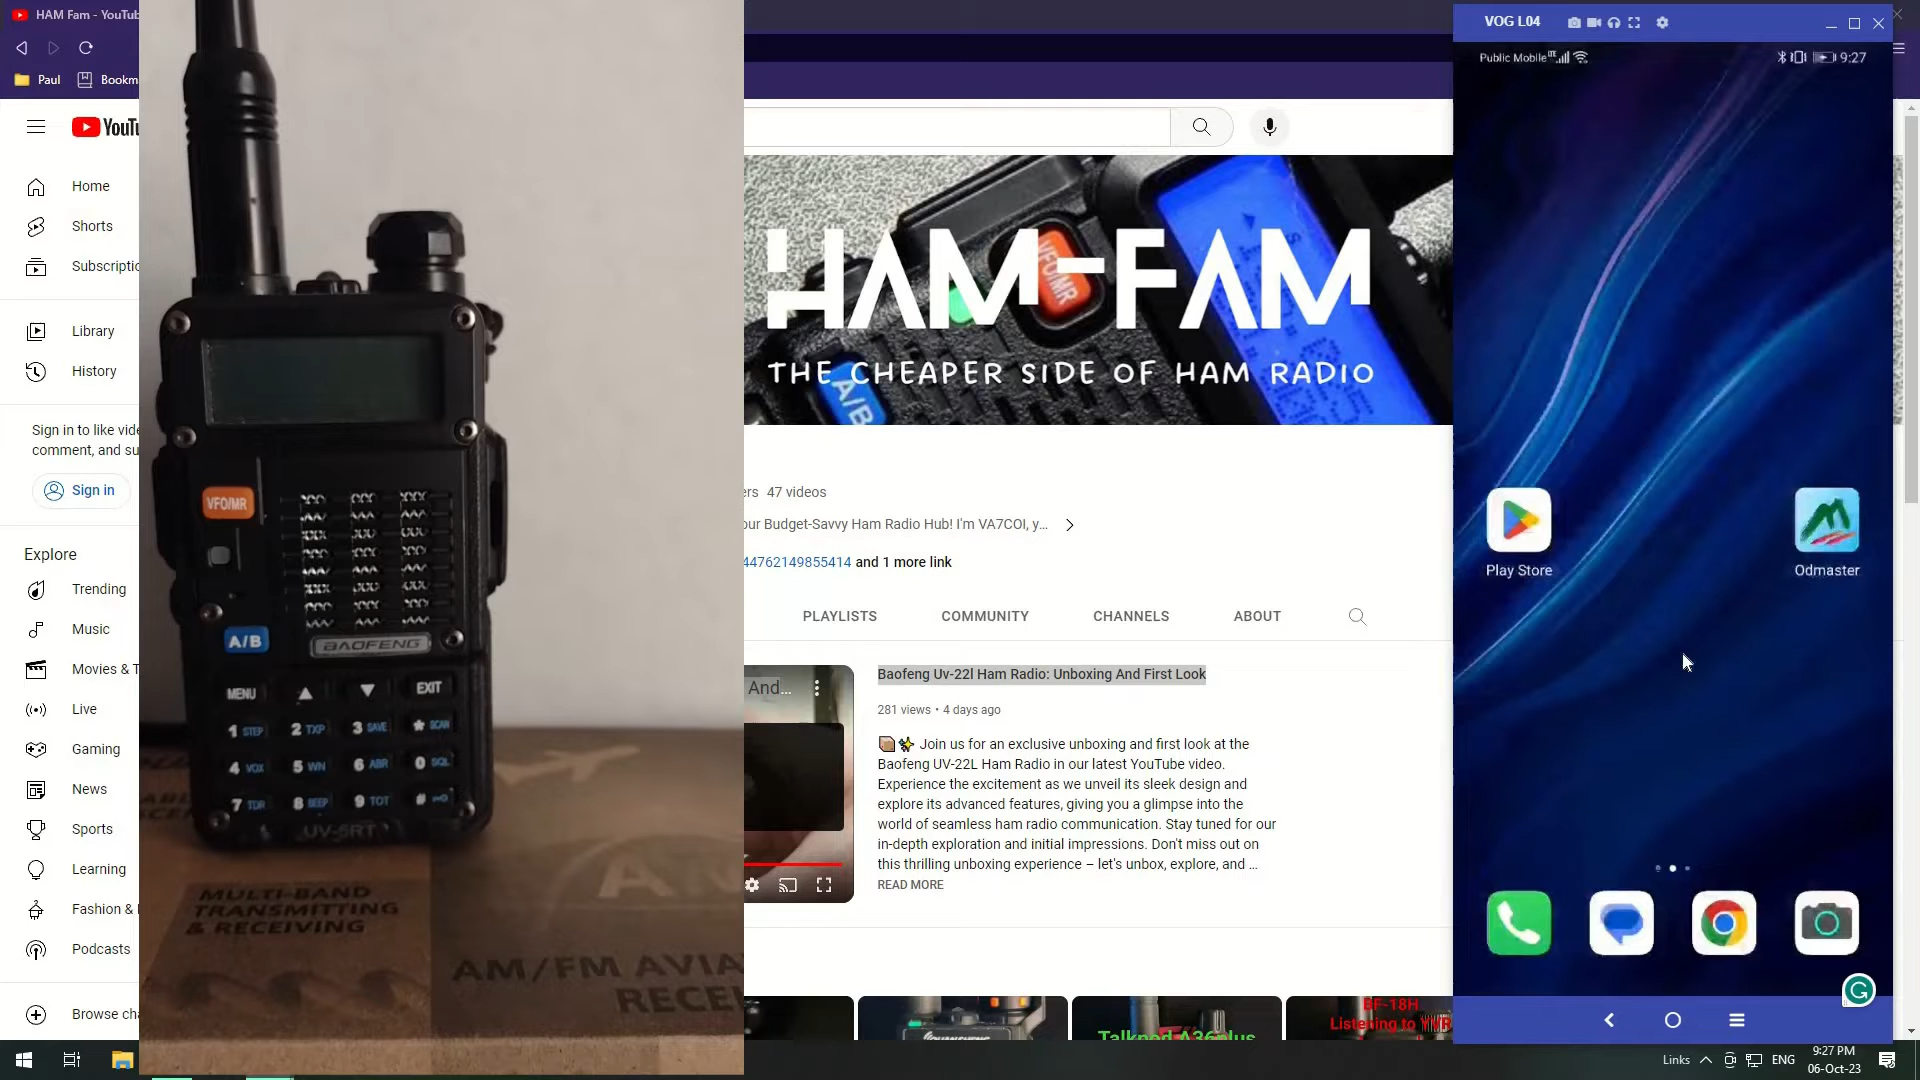 HAM Fam - YouTub
VOG L04
Paul
Bookm
Public Mobile
9:27
YouTu
Home
Shorts
Subscriptio
Library
History
Sign in to like vide
comment, and su
Sign in
Explore
Trending
Music
Movies & T
Live
Gaming
News
Sports
Learning
Fashion &
Podcasts
Browse cha
VFO/MR
A/B
BAOFENG
MENU
EXIT
1 STEP
2 TXP
3 SAVE
* SCAN
4 VOX
5 WN
6 ABR
0 SQL
7 TDR
8 BEEP
9 TOT
#
UV-5RT
MULTI-BAND
TRANSMITTING
& RECEIVING
AM/FM AVIA
RECE
VFO/MR
A/B
HAM-FAM
THE CHEAPER SIDE OF HAM RADIO
ers 47 videos
our Budget-Savvy Ham Radio Hub! I'm VA7COI, y...
44762149855414 and 1 more link
PLAYLISTS
COMMUNITY
CHANNELS
ABOUT
And...
Baofeng Uv-22l Ham Radio: Unboxing And First Look
281 views • 4 days ago
Join us for an exclusive unboxing and first look at the
Baofeng UV-22L Ham Radio in our latest YouTube video.
Experience the excitement as we unveil its sleek design and
explore its advanced features, giving you a glimpse into the
world of seamless ham radio communication. Stay tuned for our
in-depth exploration and initial impressions. Don't miss out on
this thrilling unboxing experience – let's unbox, explore, and ...
READ MORE
Talkpod A36plus
BF-18H
Listening to YVR
Play Store
Odmaster
Links
ENG
9:27 PM
06-Oct-23